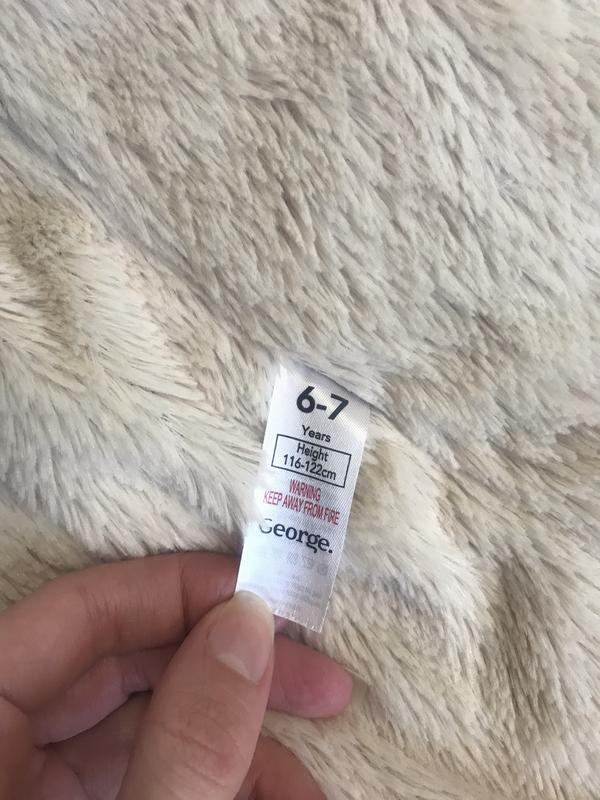 6-7
Years
Height
116-122cm
WARNING
KEEP AWAY FROM FIRE
George.